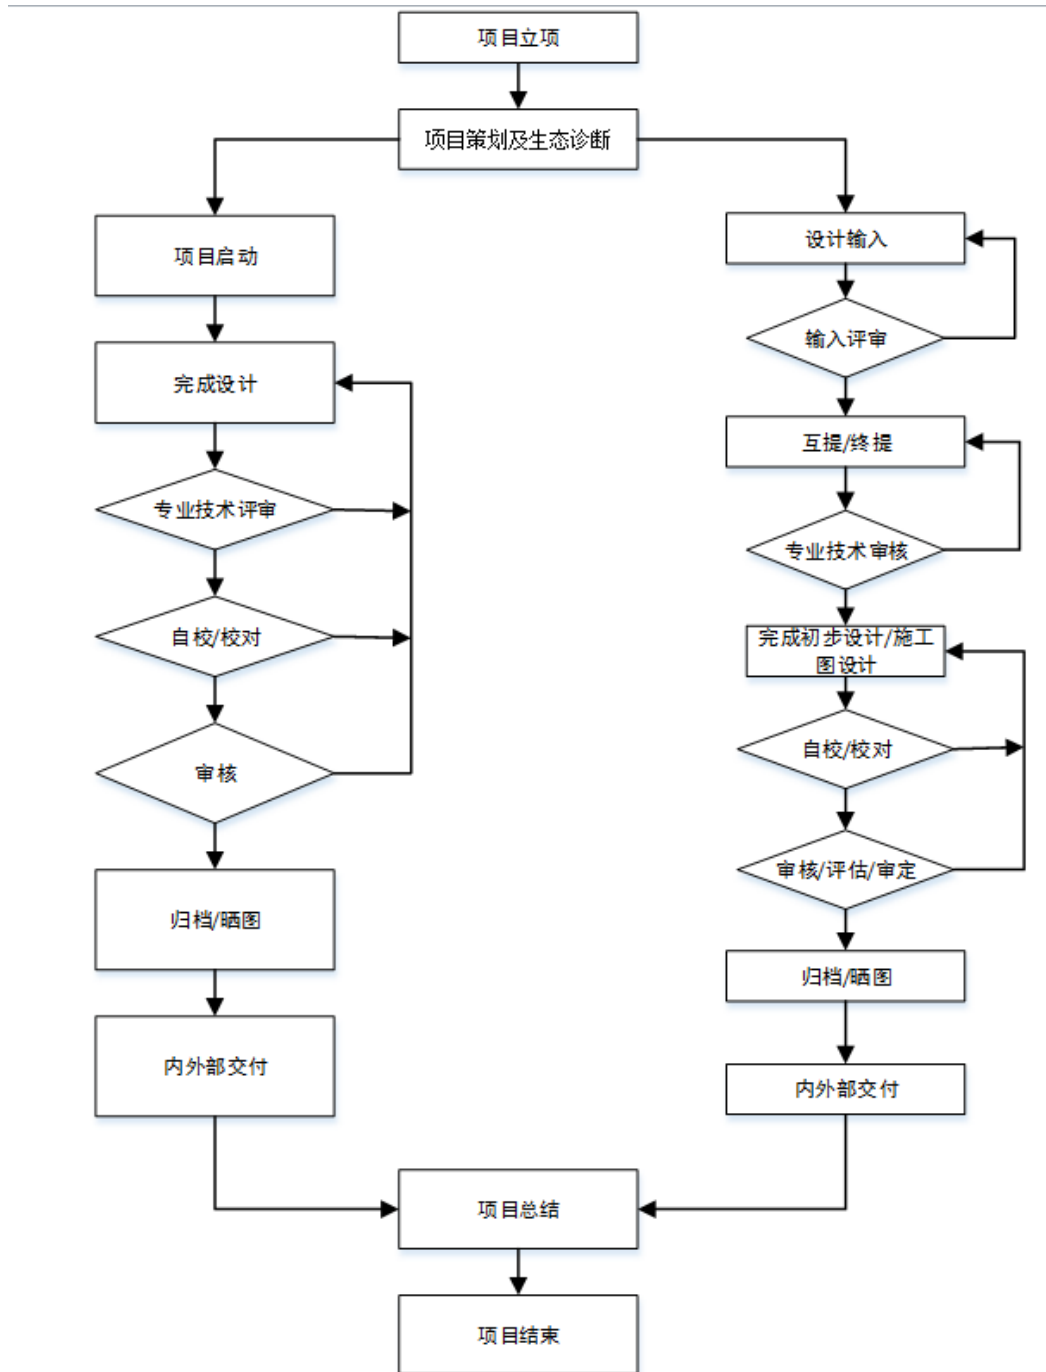 项目立项
项目策划及生态诊断
项目启动
完成设计
专业技术评审
自校/校对
审核
归档/晒图
内外部交付
设计输入
输入评审
互提/终提
专业技术审核
完成初步设计/施工
图设计
自校/校对
审核/评估/审定
归档/晒图
内外部交付
项目总结
项目结束